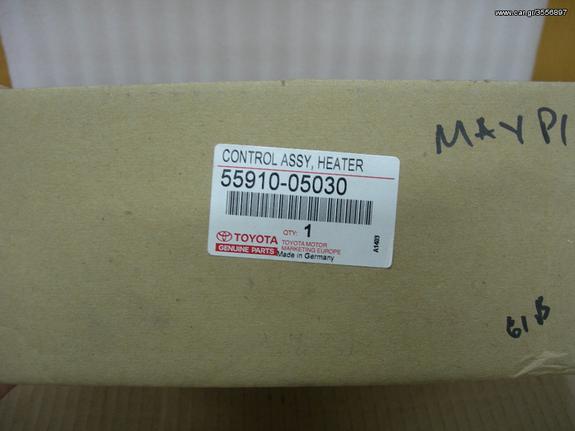 www.car.gr/3556897
MAYPI
CONTROL ASSY, HEATER
55910-05030
QTY: 1
TOYOTA
GENUINE PARTS
TOYOTA MOTOR
MARKETING EUROPE
Made in Germany
A1403
61B